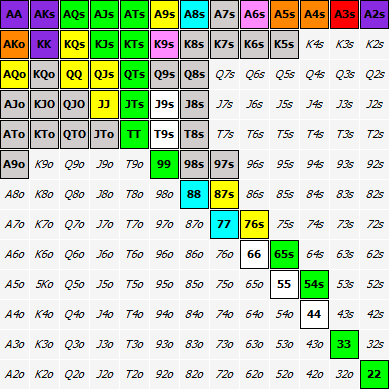 AA AKs AQs AJs ATs A9s A8s A7s A6s A5s A4s A3s A2s
AKo KK KQs KJs KTs K9s K8s K7s K6s K5s K4s K3s K2s
AQo KQo QQ QJs QTs Q9s Q8s Q7s Q6s Q5s Q4s Q3s Q2s
AJo KJO QJO JJ JTs J9s J8s J7s J6s J5s J4s J3s J2s
ATo KTo QTO JTo TT T9s T8s T7s T6s T5s T4s T3s T2s
A9o K9o Q9o J9o T9o 99 98s 97s 96s 95s 94s 93s 92s
A8o K8o Q8o J8o T8o 98o 88 87s 86s 85s 84s 83s 82s
A7o K7o Q7o J7o T7o 97o 87o 77 76s 75s 74s 73s 72s
A6o K6o Q6o J6o T6o 96o 86o 76o 66 65s 64s 63s 62s
A5o 5Ko Q5o J5o T5o 95o 85o 75o 65o 55 54s 53s 52s
A4o K4o Q4o J4o T4o 94o 84o 74o 64o 54o 44 43s 42s
A3o K3o Q3o J3o T3o 93o 83o 73o 63o 53o 43o 33 32s
A2o K2o Q2o J2o T2o 92o 82o 72o 62o 52o 42o 32o 22